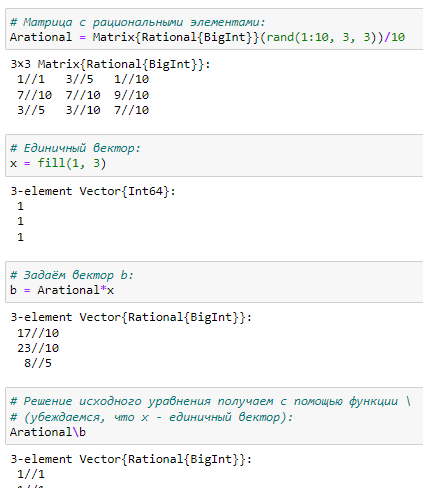 # Матрица с рациональными элементами:
Arational = Matrix{Rational{BigInt}}(rand(1:10, 3, 3))/10
3×3 Matrix{Rational{BigInt}}:
1//1 3//5 1//10
7//10 7//10 9//10
3//5 3//10 7//10
# Единичный вектор:
x = fill(1, 3)
3-element Vector{Int64}:
1
1
1
# Задаём вектор b:
b = Arational*x
3-element Vector{Rational{BigInt}}:
17//10
23//10
8//5
# Решение исходного уравнения получаем с помощью функции \
# (убеждаемся, что x - единичный вектор):
Arational\b
3-element Vector{Rational{BigInt}}:
1//1